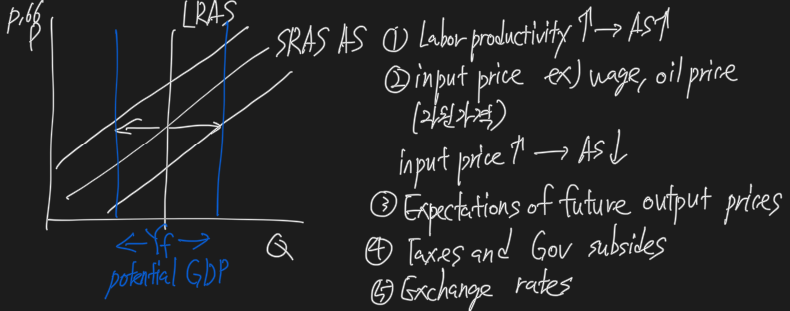 P, බb
P
LRAS
SRAS AS
Yf
potential GDP
Q
① Labor productivity ↑ → AS↑
② input price ex) wage, oil price
(자원가격)
input price ↑ → AS↓
③ Expectations of future output prices
④ Taxes and Gov subsides
⑤ Exchange rates